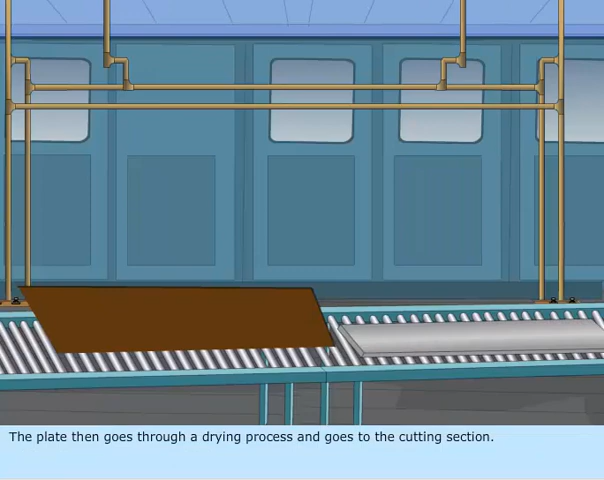 The plate then goes through a drying process and goes to the cutting section.